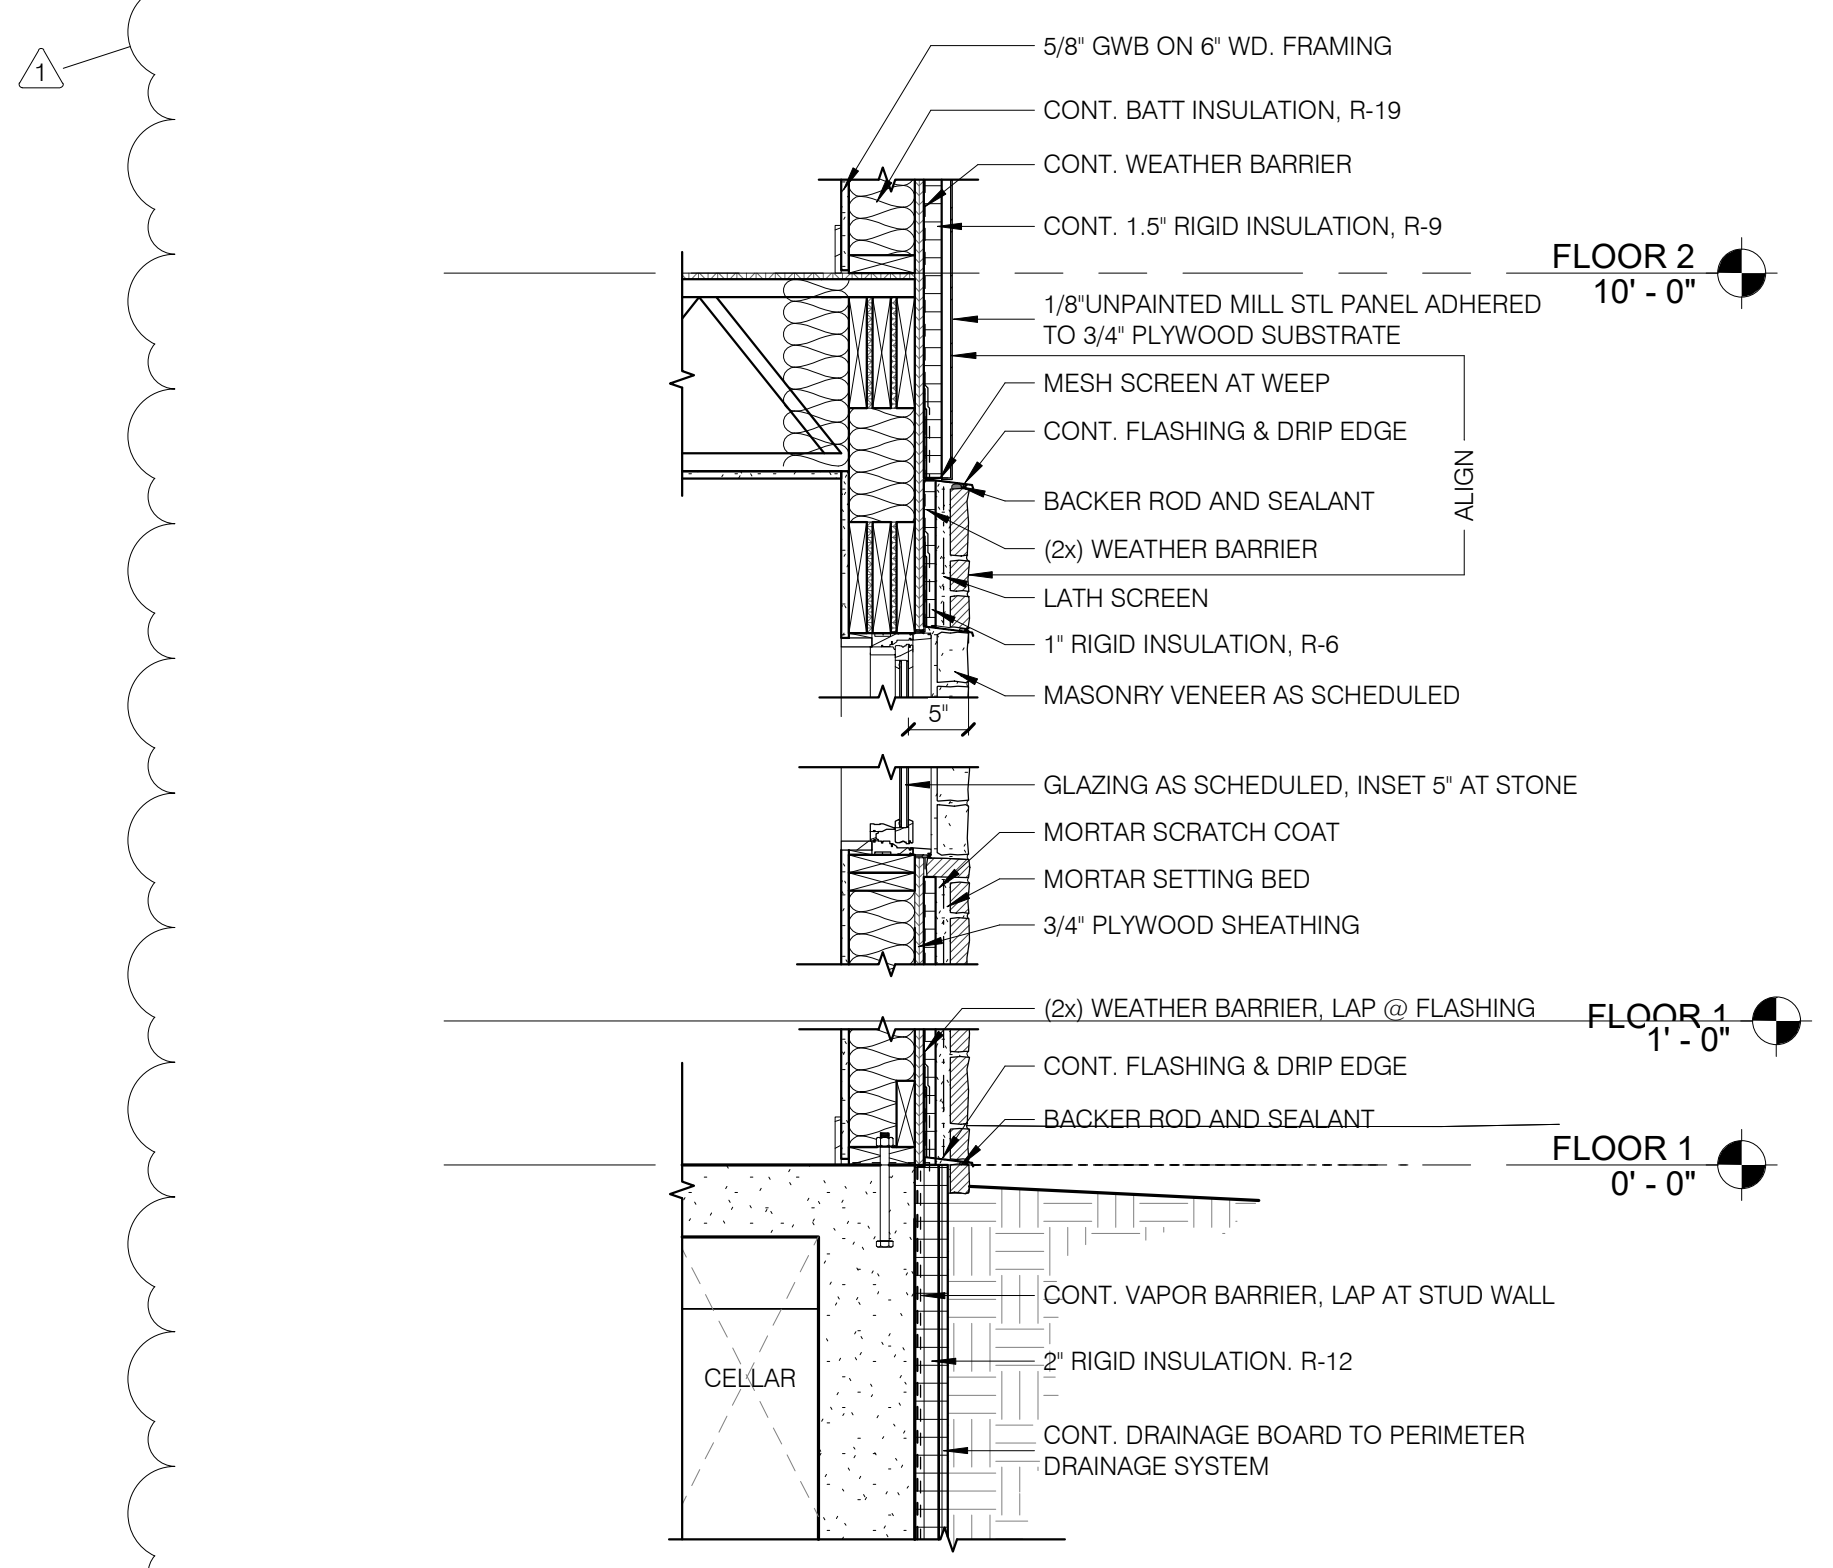 1
5/8" GWB ON 6" WD. FRAMING
CONT. BATT INSULATION, R-19
CONT. WEATHER BARRIER
CONT. 1.5" RIGID INSULATION, R-9
FLOOR 2
10' - 0"
1/8"UNPAINTED MILL STL PANEL ADHERED
TO 3/4" PLYWOOD SUBSTRATE
MESH SCREEN AT WEEP
CONT. FLASHING & DRIP EDGE
ALIGN
BACKER ROD AND SEALANT
(2x) WEATHER BARRIER
LATH SCREEN
1" RIGID INSULATION, R-6
MASONRY VENEER AS SCHEDULED
5"
GLAZING AS SCHEDULED, INSET 5" AT STONE
MORTAR SCRATCH COAT
MORTAR SETTING BED
3/4" PLYWOOD SHEATHING
(2x) WEATHER BARRIER, LAP @ FLASHING
FLOOR 1
1' - 0"
CONT. FLASHING & DRIP EDGE
BACKER ROD AND SEALANT
FLOOR 1
0' - 0"
CONT. VAPOR BARRIER, LAP AT STUD WALL
2" RIGID INSULATION. R-12
CELLAR
CONT. DRAINAGE BOARD TO PERIMETER
DRAINAGE SYSTEM